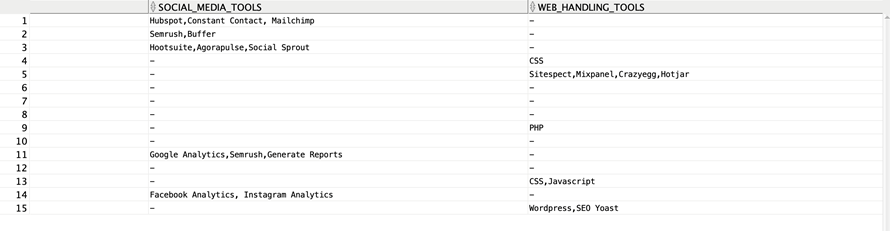 SOCIAL_MEDIA_TOOLS WEB_HANDLING_TOOLS
1 Hubspot,Constant Contact, Mailchimp -
2 Semrush,Buffer -
3 Hootsuite,Agorapulse,Social Sprout -
4 - CSS
5 - Sitespect,Mixpanel,Crazyegg,Hotjar
6 - -
7 - -
8 - -
9 - PHP
10 - -
11 Google Analytics,Semrush,Generate Reports -
12 - -
13 - CSS,Javascript
14 Facebook Analytics, Instagram Analytics -
15 - Wordpress,SEO Yoast